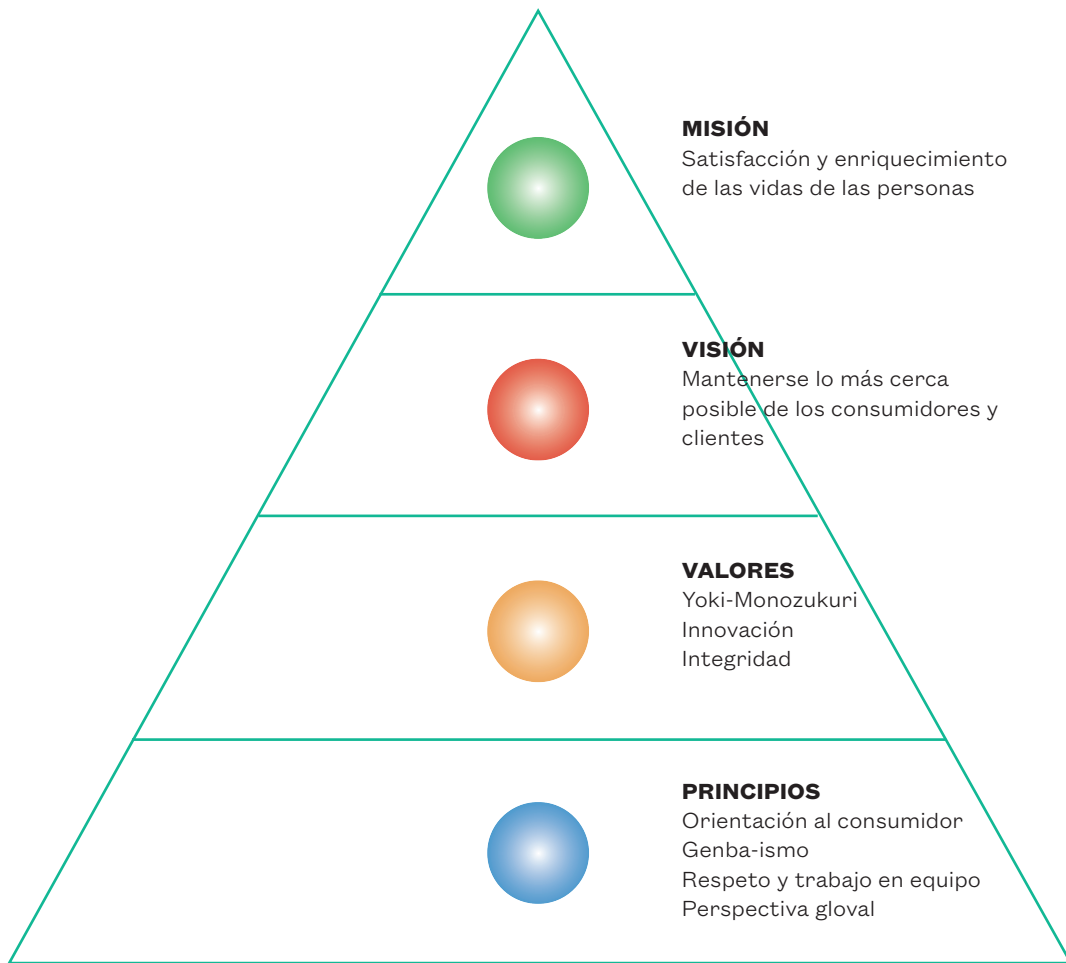 MISIÓN
Satisfacción y enriquecimiento
de las vidas de las personas
VISIÓN
Mantenerse lo más cerca
posible de los consumidores y
clientes
VALORES
Yoki-Monozukuri
Innovación
Integridad
PRINCIPIOS
Orientación al consumidor
Genba-ismo
Respeto y trabajo en equipo
Perspectiva gloval